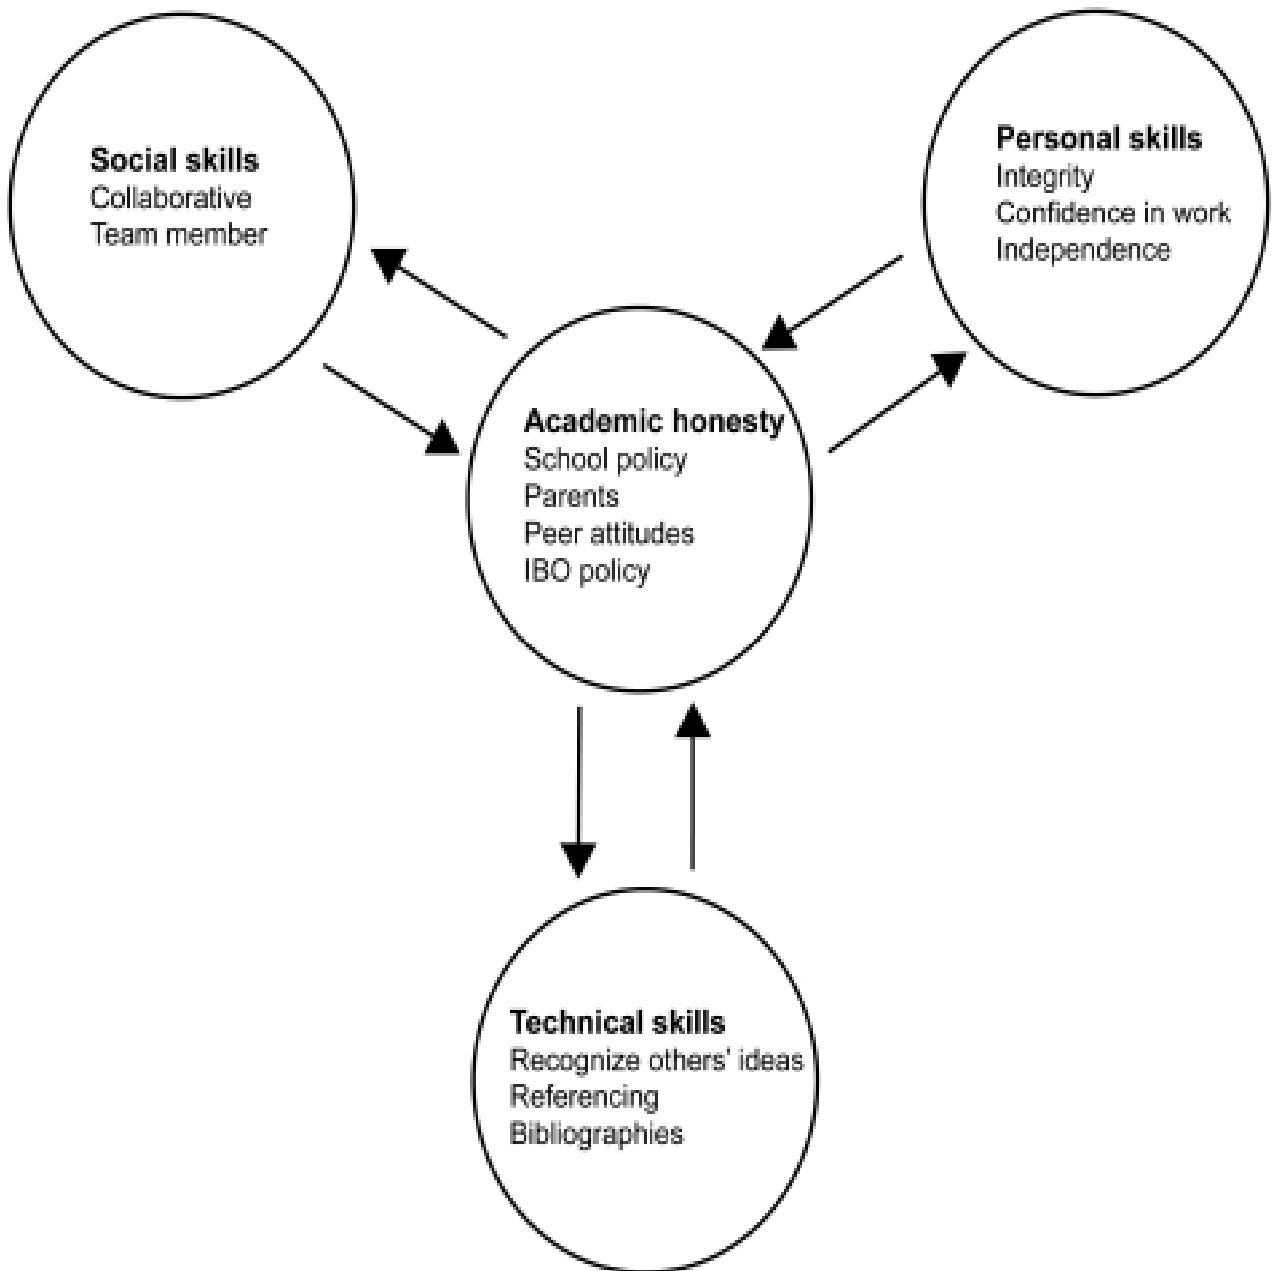 Social skills
Collaborative
Team member
Personal skills
Integrity
Confidence in work
Independence
Academic honesty
School policy
Parents
Peer attitudes
IBO policy
Technical skills
Recognize others' ideas
Referencing
Bibliographies